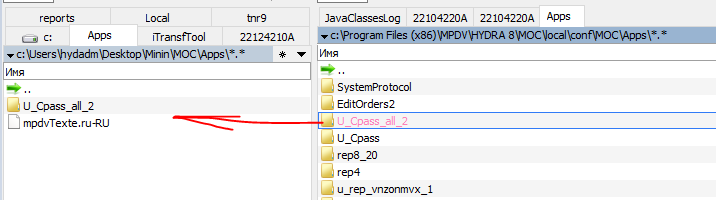 reports Local tnr9
c: Apps iTransfTool 22124210A
c:\Users\hydadm\Desktop\Minin\MOC\Apps\*.*
Имя
..
U_Cpass_all_2
mpdvTexte.ru-RU
JavaClassesLog 22104220A 22104220A Apps
c:\Program Files (x86)\MPDV\HYDRA 8\MOC\local\conf\MOC\Apps\*.*
Имя
..
SystemProtocol
EditOrders2
U_Cpass_all_2
U_Cpass
rep8_20
rep4
u_rep_vnzonmvx_1